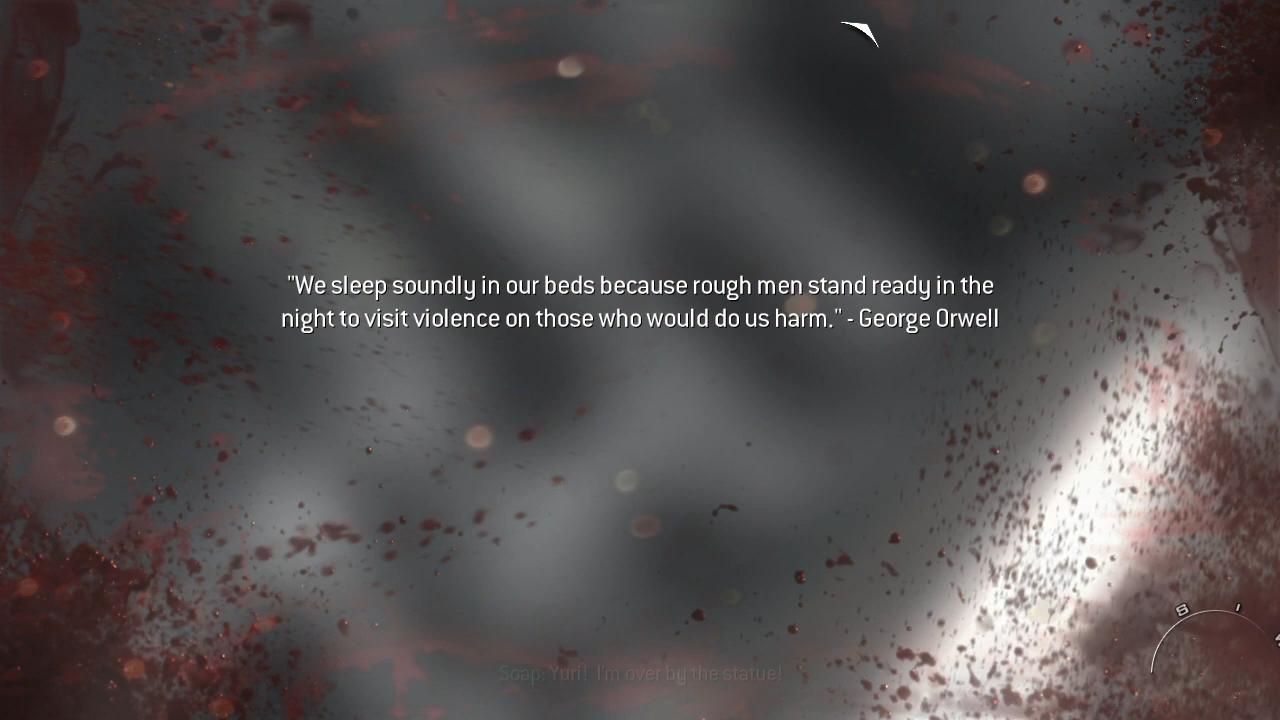 "We sleep soundly in our beds because rough men stand ready in the
night to visit violence on those who would do us harm." - George Orwell
S
Soap: Yuri! I'm over by the statue!